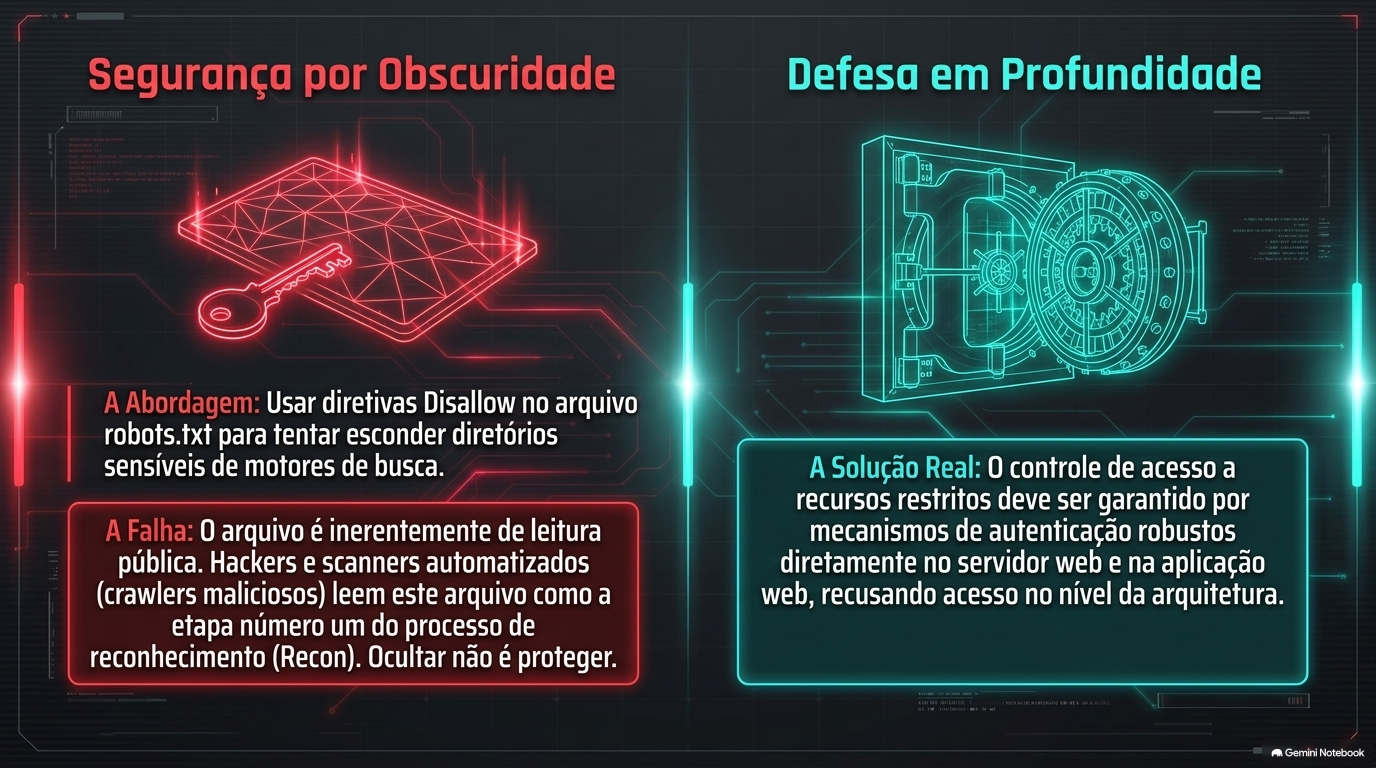 Segurança por Obscuridade
A Abordagem: Usar diretivas Disallow no arquivo
robots.txt para tentar esconder diretórios
sensíveis de motores de busca.
A Falha: O arquivo é inerentemente de leitura
pública. Hackers e scanners automatizados
(crawlers maliciosos) leem este arquivo como a
etapa número um do processo de
reconhecimento (Recon). Ocultar não é proteger.
Defesa em Profundidade
A Solução Real: O controle de acesso a
recursos restritos deve ser garantido por
mecanismos de autenticação robustos
diretamente no servidor web e na aplicação
web, recusando acesso no nível da arquitetura.
Gemini Notebook